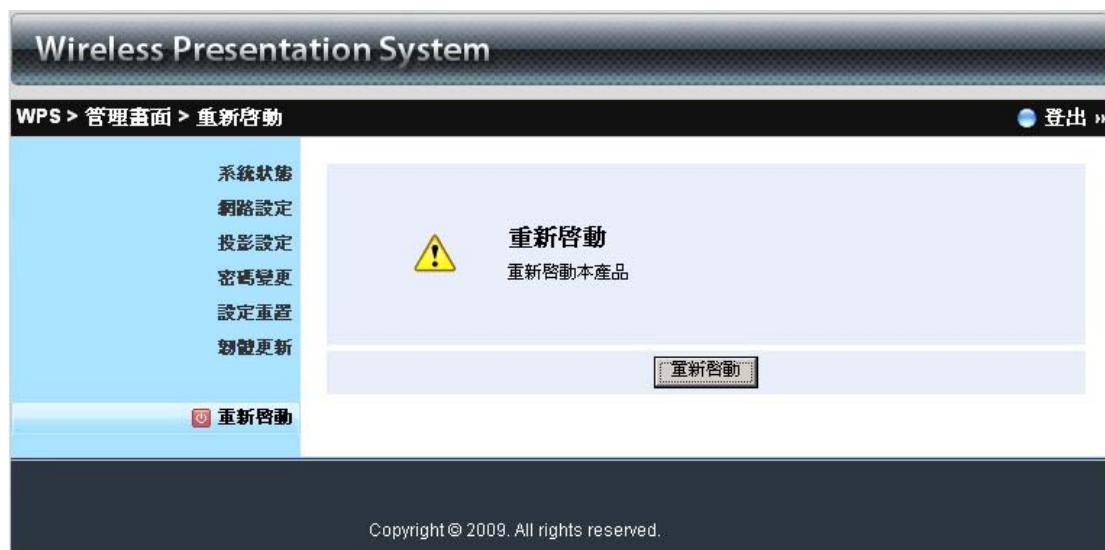 Wireless Presentation System
WPS > 管理畫面 > 重新啓動
登出 »
系統狀態
網路設定
投影設定
密碼變更
設定重置
韌體更新
重新啓動
重新啓動
重新啓動本產品
重新啓動
Copyright © 2009. All rights reserved.